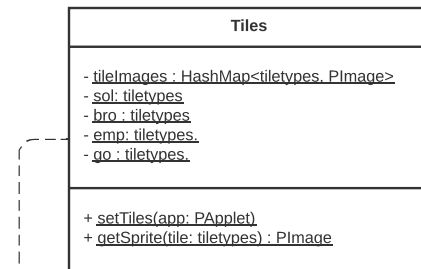 Tiles
- tileImages : HashMap<tiletypes, PImage>
- sol: tiletypes
- bro : tiletypes
- emp: tiletypes.
- go : tiletypes.
+ setTiles(app: PApplet)
+ getSprite(tile: tiletypes) : PImage